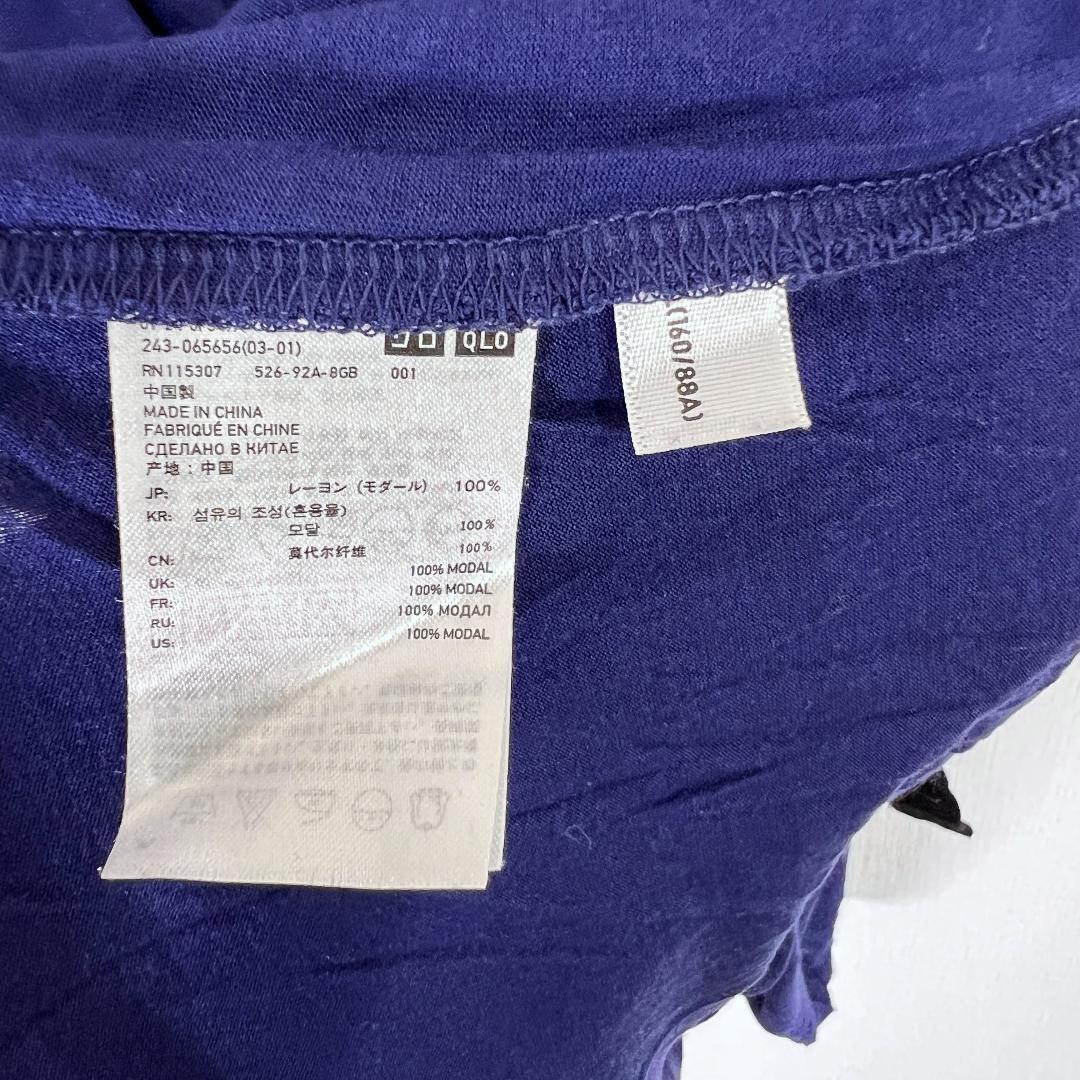 243-065656(03-01)
QLO
RN115307 526-92A-8GB 001
中国製
MADE IN CHINA
FABRIQUÉ EN CHINE
СДЕЛАНО В КИТАЕ
产地：中国
JP: レーヨン（モダール） 100%
KR: 섬유의 조성(혼용율)
모달 100%
CN: 莫代尔纤维 100%
UK: 100% MODAL
FR: 100% MODAL
RU: 100% МОДАЛ
US: 100% MODAL
(160/88A)